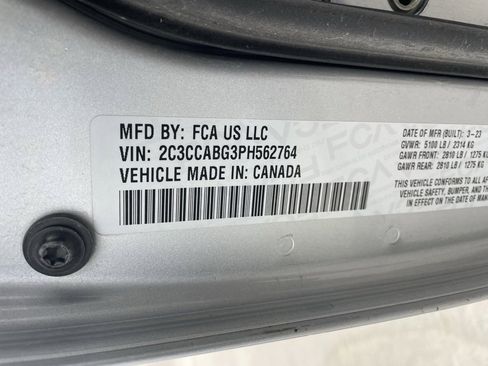 MFD BY: FCA US LLC
VIN: 2C3CCABG3PH562764
VEHICLE MADE IN: CANADA
DATE OF MFR (BUILT): 3-23
GVWR: 5100 LB / 2314 KG
GAWR FRONT: 2810 LB / 1275 KG
GAWR REAR: 2810 LB / 1275 KG
THIS VEHICLE CONFORMS TO ALL
VEHICLE SAFETY, BUMPER, AND
IN EFFECT ON THE DATE OF MAN